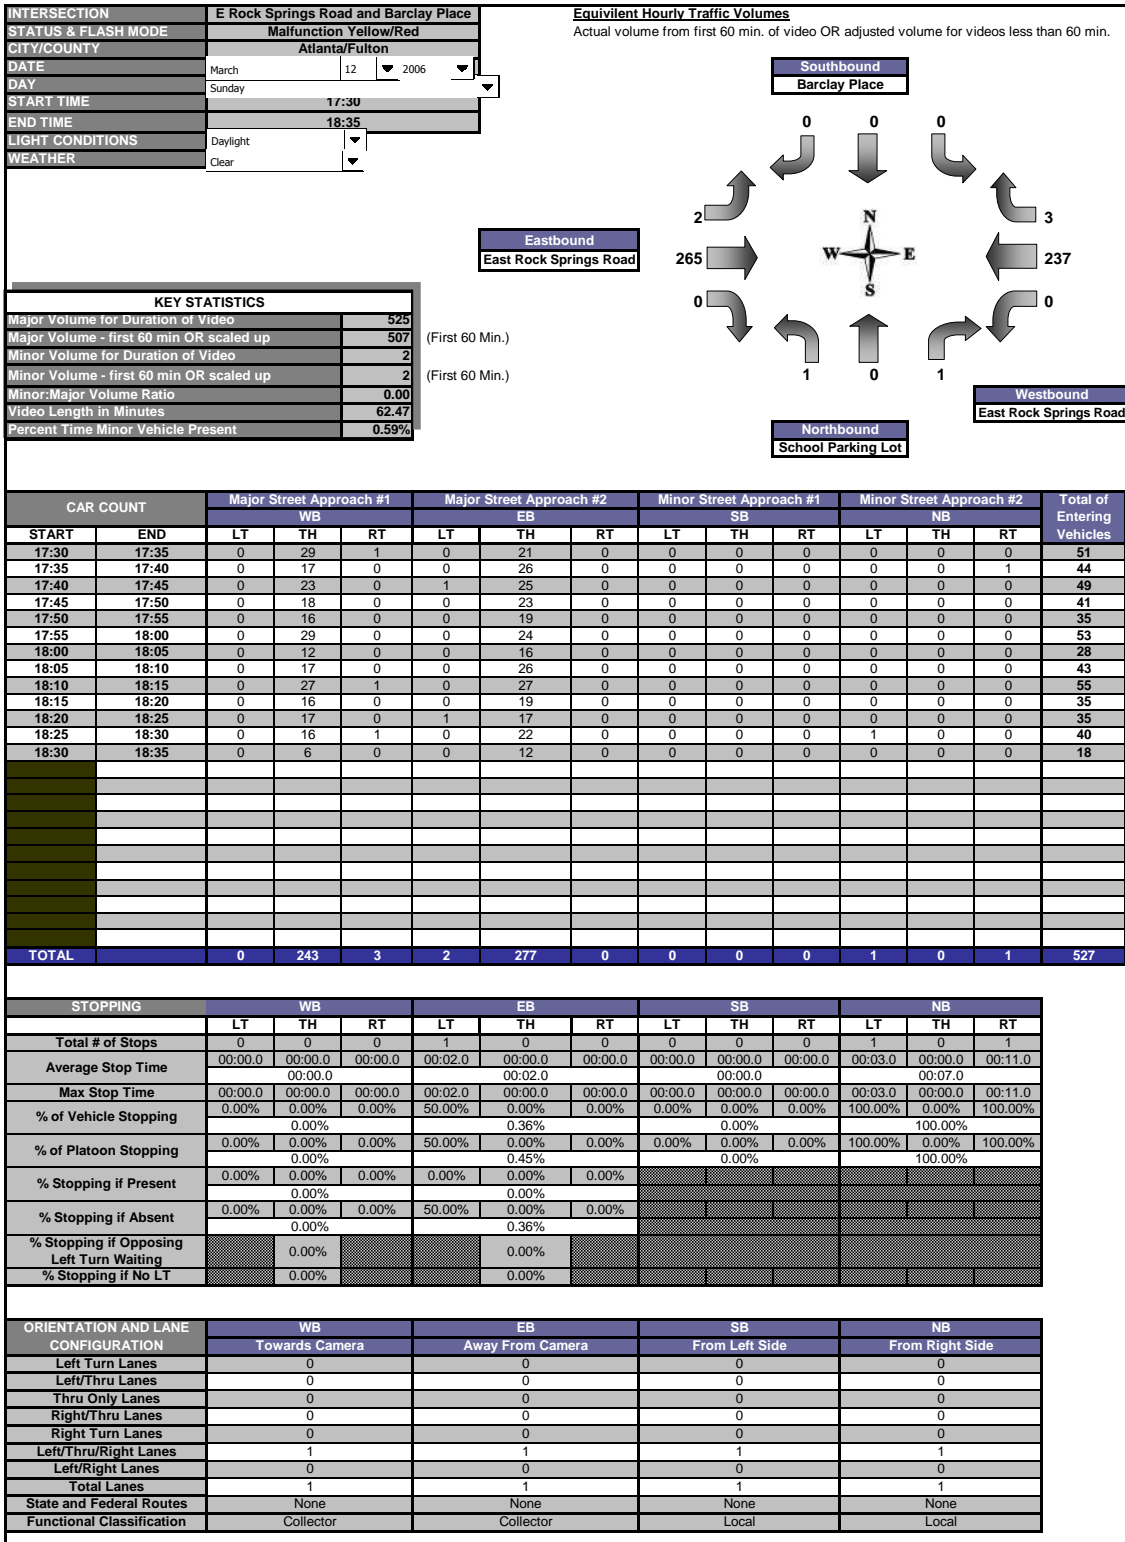 INTERSECTION E Rock Springs Road and Barclay Place
STATUS & FLASH MODE Malfunction Yellow/Red
CITY/COUNTY Atlanta/Fulton
DATE March 12 2006
DAY Sunday
START TIME 17:30
END TIME 18:35
LIGHT CONDITIONS Daylight
WEATHER Clear
Equivilent Hourly Traffic Volumes
Actual volume from first 60 min. of video OR adjusted volume for videos less than 60 min.
Southbound
Barclay Place
0 0 0
2 N 3
Eastbound
East Rock Springs Road
265 W E 237
0 S 0
1 0 1
Westbound
East Rock Springs Road
Northbound
School Parking Lot
KEY STATISTICS
Major Volume for Duration of Video 525
Major Volume - first 60 min OR scaled up 507 (First 60 Min.)
Minor Volume for Duration of Video 2
Minor Volume - first 60 min OR scaled up 2 (First 60 Min.)
Minor:Major Volume Ratio 0.00
Video Length in Minutes 62.47
Percent Time Minor Vehicle Present 0.59%
CAR COUNT Major Street Approach #1 Major Street Approach #2 Minor Street Approach #1 Minor Street Approach #2 Total of Entering Vehicles
WB EB SB NB
START END LT TH RT LT TH RT LT TH RT LT TH RT
17:30 17:35 0 29 1 0 21 0 0 0 0 0 0 0 51
17:35 17:40 0 17 0 0 26 0 0 0 0 0 0 1 44
17:40 17:45 0 23 0 1 25 0 0 0 0 0 0 0 49
17:45 17:50 0 18 0 0 23 0 0 0 0 0 0 0 41
17:50 17:55 0 16 0 0 19 0 0 0 0 0 0 0 35
17:55 18:00 0 29 0 0 24 0 0 0 0 0 0 0 53
18:00 18:05 0 12 0 0 16 0 0 0 0 0 0 0 28
18:05 18:10 0 17 0 0 26 0 0 0 0 0 0 0 43
18:10 18:15 0 27 1 0 27 0 0 0 0 0 0 0 55
18:15 18:20 0 16 0 0 19 0 0 0 0 0 0 0 35
18:20 18:25 0 17 0 1 17 0 0 0 0 0 0 0 35
18:25 18:30 0 16 1 0 22 0 0 0 0 1 0 0 40
18:30 18:35 0 6 0 0 12 0 0 0 0 0 0 0 18
TOTAL 0 243 3 2 277 0 0 0 0 1 0 1 527
STOPPING WB EB SB NB
LT TH RT LT TH RT LT TH RT LT TH RT
Total # of Stops 0 0 0 1 0 0 0 0 0 1 0 1
Average Stop Time 00:00.0 00:00.0 00:00.0 00:02.0 00:00.0 00:00.0 00:00.0 00:00.0 00:00.0 00:03.0 00:00.0 00:11.0
00:00.0 00:02.0 00:00.0 00:07.0
Max Stop Time 00:00.0 00:00.0 00:00.0 00:02.0 00:00.0 00:00.0 00:00.0 00:00.0 00:00.0 00:03.0 00:00.0 00:11.0
% of Vehicle Stopping 0.00% 0.00% 0.00% 50.00% 0.00% 0.00% 0.00% 0.00% 0.00% 100.00% 0.00% 100.00%
0.00% 0.36% 0.00% 100.00%
% of Platoon Stopping 0.00% 0.00% 0.00% 50.00% 0.00% 0.00% 0.00% 0.00% 0.00% 100.00% 0.00% 100.00%
0.00% 0.45% 0.00% 100.00%
% Stopping if Present 0.00% 0.00% 0.00% 0.00% 0.00% 0.00%
0.00% 0.00%
% Stopping if Absent 0.00% 0.00% 0.00% 50.00% 0.00% 0.00%
0.00% 0.36%
% Stopping if Opposing
Left Turn Waiting 0.00% 0.00%
% Stopping if No LT 0.00% 0.00%
ORIENTATION AND LANE CONFIGURATION WB EB SB NB
Towards Camera Away From Camera From Left Side From Right Side
Left Turn Lanes 0 0 0 0
Left/Thru Lanes 0 0 0 0
Thru Only Lanes 0 0 0 0
Right/Thru Lanes 0 0 0 0
Right Turn Lanes 0 0 0 0
Left/Thru/Right Lanes 1 1 1 1
Left/Right Lanes 0 0 0 0
Total Lanes 1 1 1 1
State and Federal Routes None None None None
Functional Classification Collector Collector Local Local